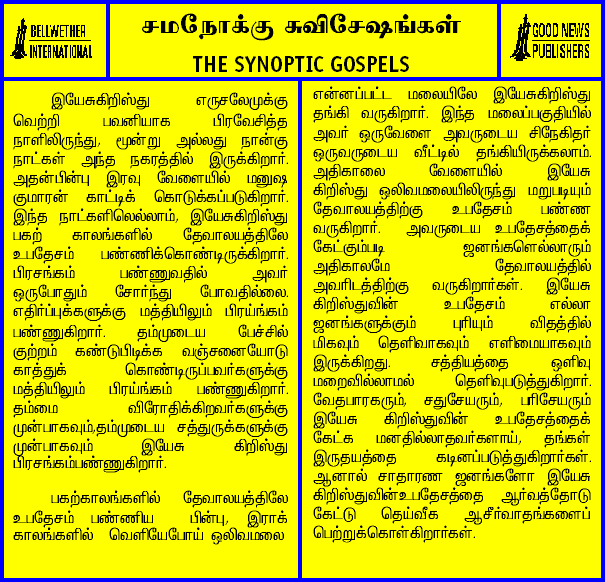 BELLWETHER
INTERNATIONAL
சமநோக்கு சுவிசேஷங்கள்
THE SYNOPTIC GOSPELS
GOOD NEWS
PUBLISHERS
இயேசுகிறிஸ்து எருசலேமுக்கு
வெற்றி பவனியாக பிரவேசித்த
நாளிலிருந்து, மூன்று அல்லது நான்கு
நாட்கள் அந்த நகரத்தில் இருக்கிறார்.
அதன்பின்பு இரவு வேளையில் மனுஷ
குமாரன் காட்டிக் கொடுக்கப்படுகிறார்.
இந்த நாட்களிலெல்லாம், இயேசுகிறிஸ்து
பகற் காலங்களில் தேவாலயத்திலே
உபதேசம் பண்ணிக்கொண்டிருக்கிறார்.
பிரசங்கம் பண்ணுவதில் அவர்
ஒருபோதும் சோர்ந்து போவதில்லை.
எதிர்ப்புக்களுக்கு மத்தியிலும் பிரய்ங்கம்
பண்ணுகிறார். தம்முடைய பேச்சில்
குற்றம் கண்டுபிடிக்க வஞ்சனையோடு
காத்துக் கொண்டிருப்பவர்களுக்கு
மத்தியிலும் பிரய்ங்கம் பண்ணுகிறார்.
தம்மை விரோதிக்கிறவர்களுக்கு
முன்பாகவும்,தம்முடைய சத்துருக்களுக்கு
முன்பாகவும் இயேசு கிறிஸ்து
பிரசங்கம்பண்ணுகிறார்.
பகற்காலங்களில் தேவாலயத்திலே
உபதேசம் பண்ணிய பின்பு, இராக்
காலங்களில் வெளியேபோய் ஒலிவமலை
என்னப்பட்ட மலையிலே இயேசுகிறிஸ்து
தங்கி வருகிறார். இந்த மலைப்பகுதியில்
அவர் ஒருவேளை அவருடைய சிநேகிதர்
ஒருவருடைய வீட்டில் தங்கியிருக்கலாம்.
அதிகாலை வேளையில் இயேசு
கிறிஸ்து ஒலிவமலையிலிருந்து மறுபடியும்
தேவாலயத்திற்கு உபதேசம் பண்ண
வருகிறார். அவருடைய உபதேசத்தைக்
கேட்கும்படி ஜனங்களெல்லாரும்
அதிகாலமே தேவாலயத்தில்
அவரிடத்திற்கு வருகிறார்கள். இயேசு
கிறிஸ்துவின் உபதேசம் எல்லா
ஜனங்களுக்கும் புரியும் விதத்தில்
மிகவும் தெளிவாகவும் எளிமையாகவும்
இருக்கிறது. சத்தியத்தை ஒளிவு
மறைவில்லாமல் தெளிவுபடுத்துகிறார்.
வேதபாரகரும், சதுசேயரும், பரிசேயரும்
இயேசு கிறிஸ்துவின் உபதேசத்தைக்
கேட்க மனதில்லாதவர்களாய், தங்கள்
இருதயத்தை கடினப்படுத்துகிறார்கள்.
ஆனால் சாதாரண ஜனங்களோ இயேசு
கிறிஸ்துவின்உபதேசத்தை ஆர்வத்தோடு
கேட்டு தெய்வீக ஆசீர்வாதங்களைப்
பெற்றுக்கொள்கிறார்கள்.